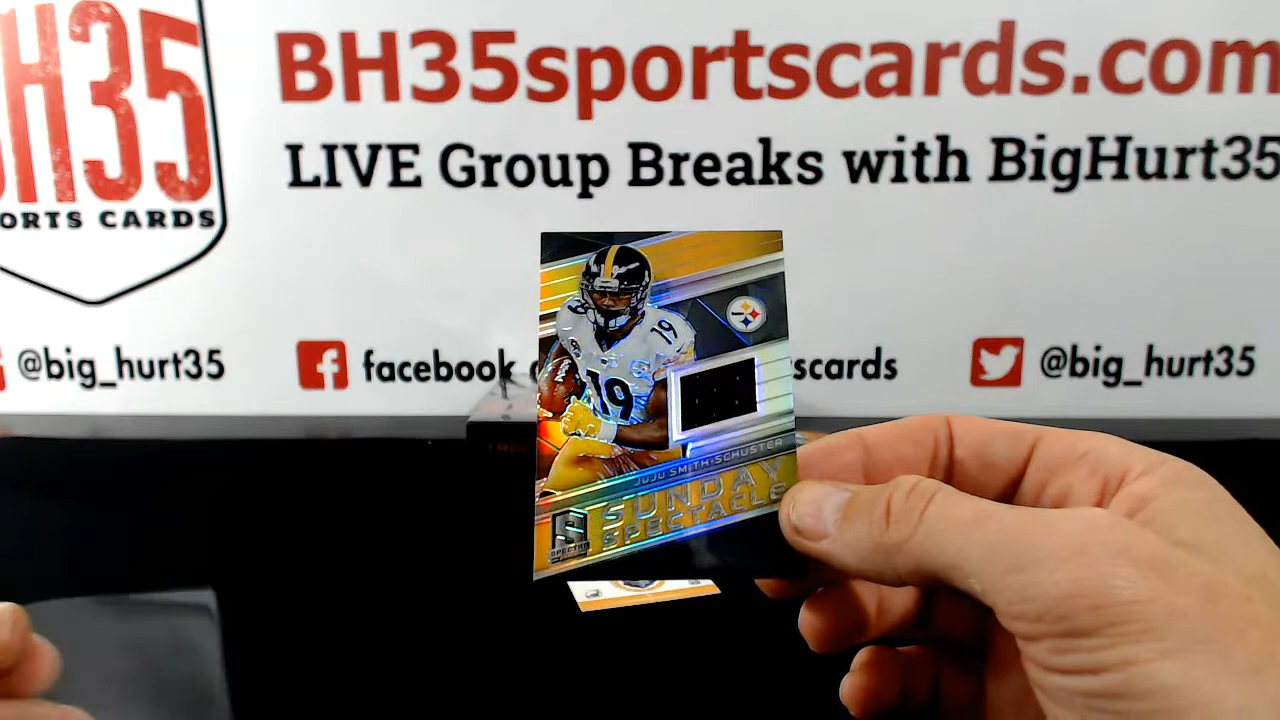 H35
ORTS CARDS
BH35sportscards.com
LIVE Group Breaks with BigHurt35
@big_hurt35
facebook
scards
@big_hurt35
19
19
JUJU SMITH-SCHUSTER
SUNDAY
SPECTACLE
SPECTRA